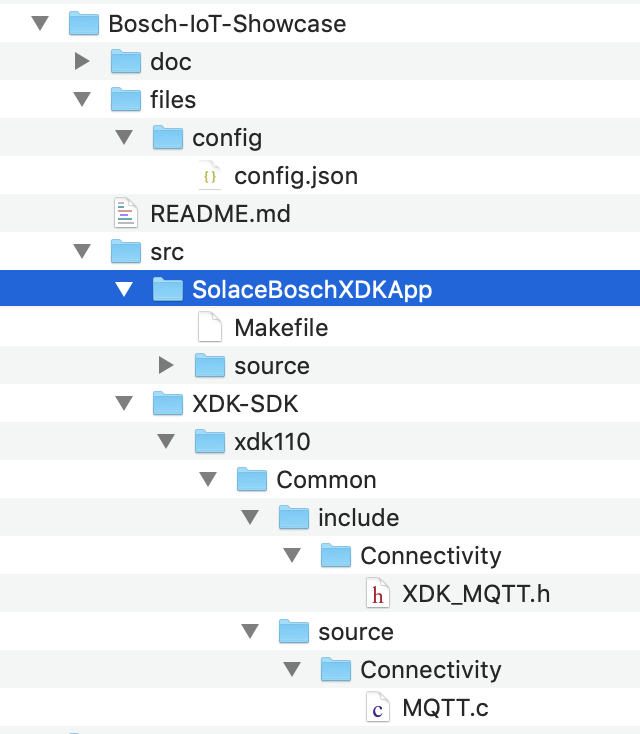 Bosch-IoT-Showcase
doc
files
config
config.json
README.md
src
SolaceBoschXDKApp
Makefile
source
XDK-SDK
xdk110
Common
include
Connectivity
XDK_MQTT.h
source
Connectivity
MQTT.c